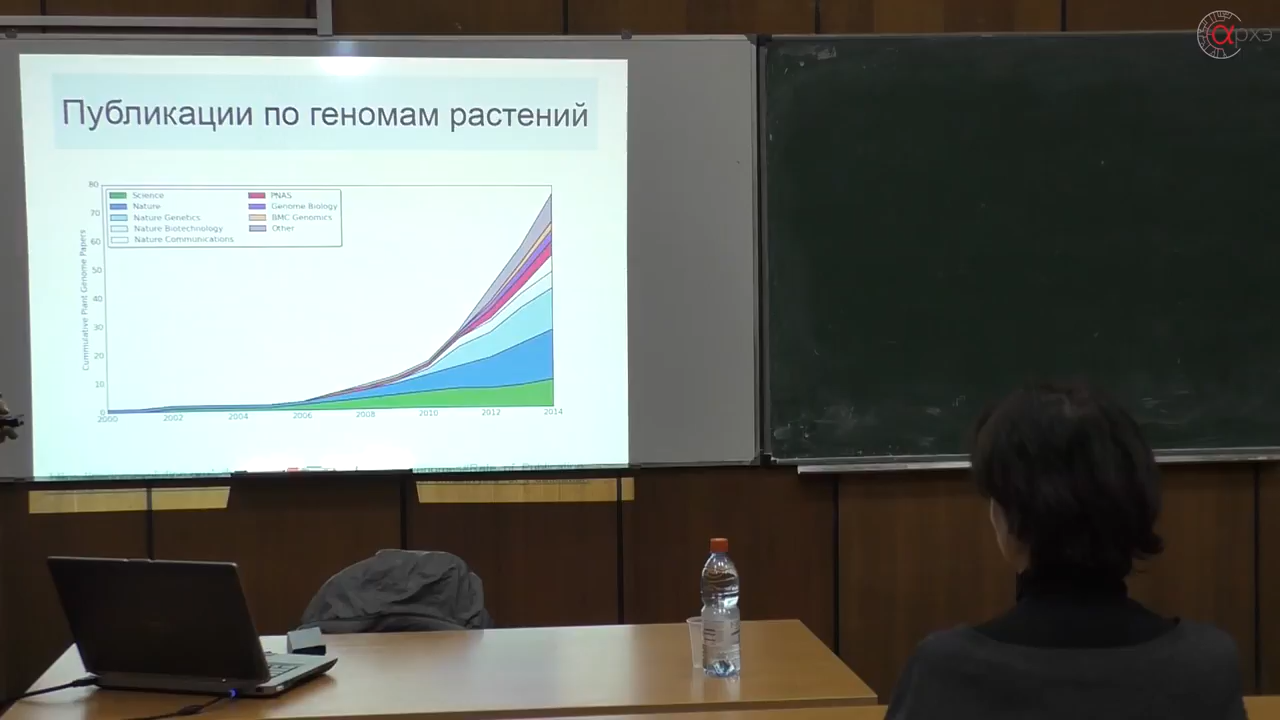 αрхэ
Публикации по геномам растений
80
70
60
50
40
30
20
10
0
Cummulative Plant Genome Papers
Science
Nature
Nature Genetics
Nature Biotechnology
Nature Communications
PNAS
Genome Biology
BMC Genomics
Other
2000 2002 2004 2006 2008 2010 2012 2014